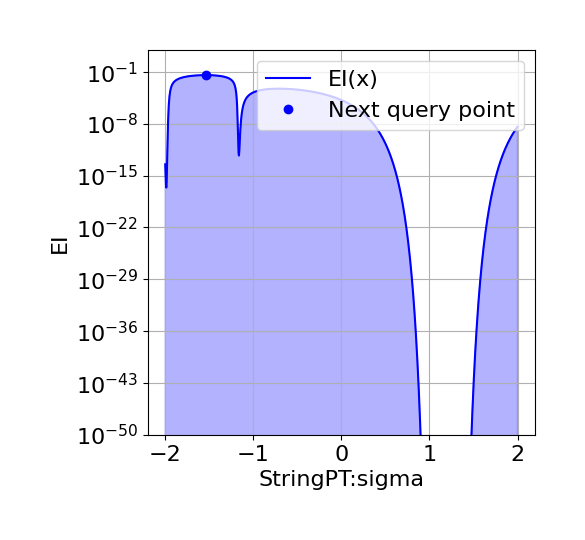 EI(x)
Next query point
10^-1
10^-8
10^-15
10^-22
10^-29
10^-36
10^-43
10^-50
EI
−2 −1 0 1 2
StringPT:sigma